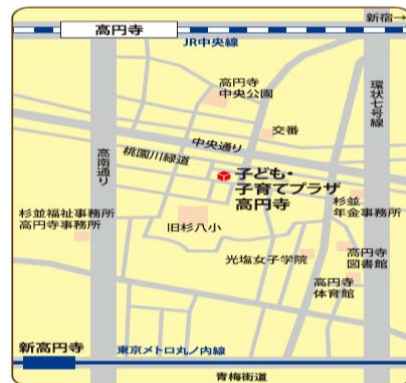 新宿→
高円寺
JR中央線
高円寺
中央公園
環状七号線
交番
中央通り
桃園川緑道
高南通り
子ども・
子育てプラザ
高円寺
杉並福祉事務所
高円寺事務所
旧杉八小
杉並
年金事務所
光塩女子学院
高円寺
図書館
高円寺
体育館
新高円寺
東京メトロ丸ノ内線
青梅街道